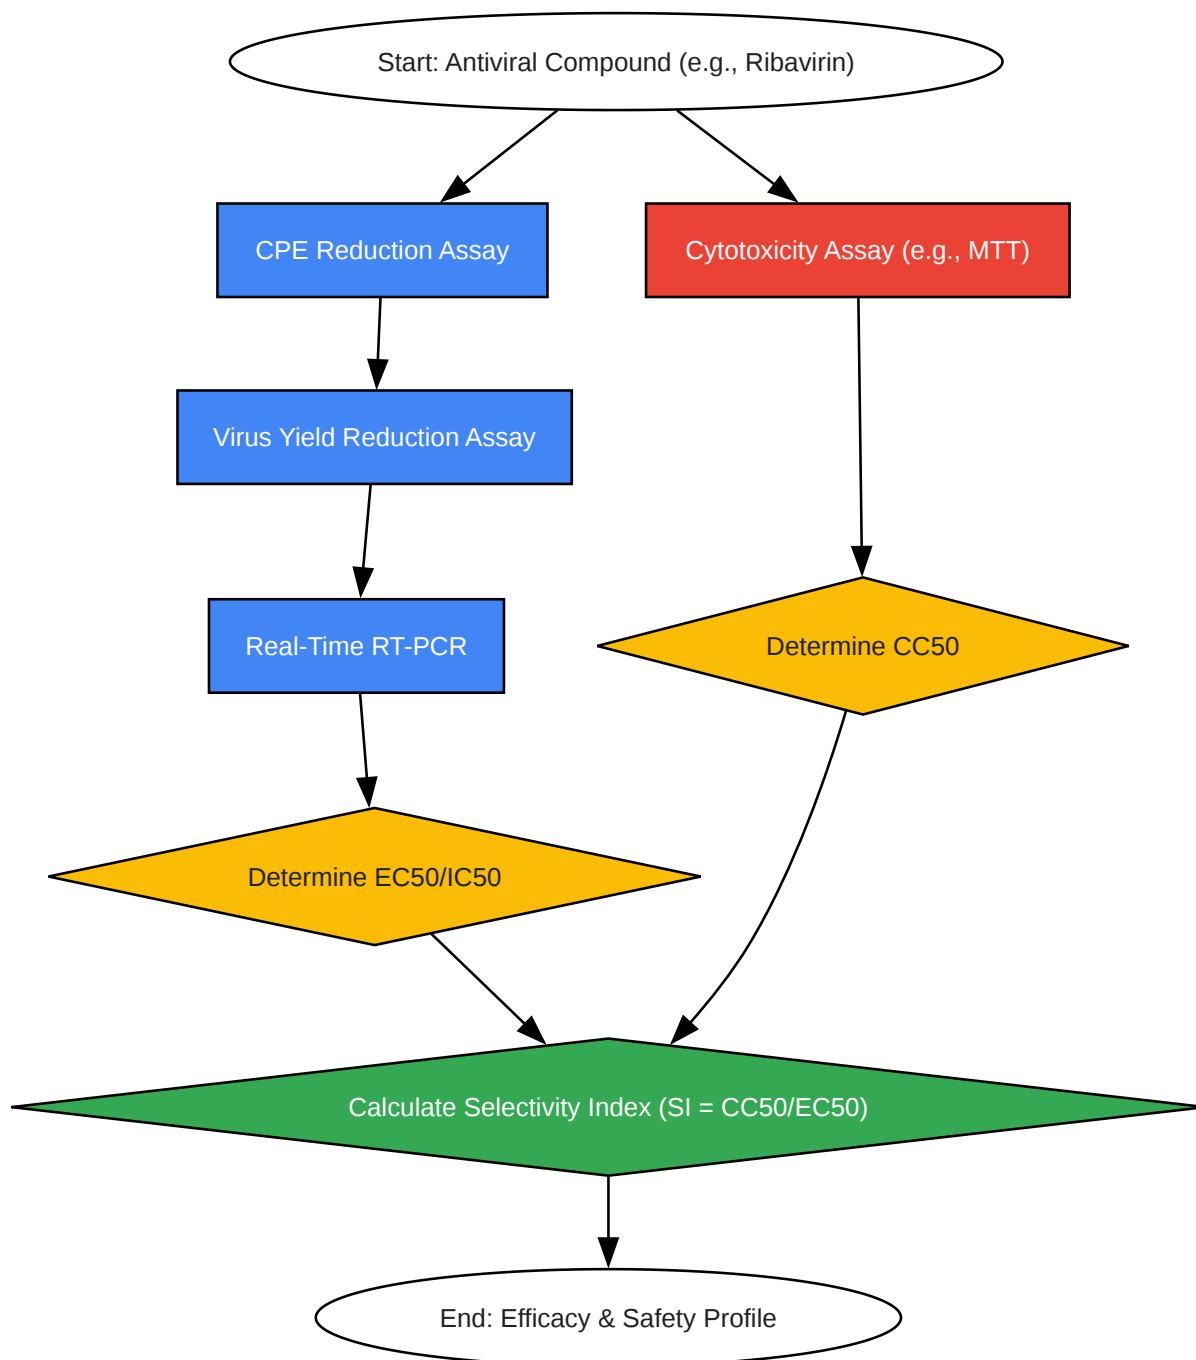 Start: Antiviral Compound (e.g., Ribavirin)
CPE Reduction Assay
Cytotoxicity Assay (e.g., MTT)
Virus Yield Reduction Assay
Real-Time RT-PCR
Determine CC50
Determine EC50/IC50
Calculate Selectivity Index (SI = CC50/EC50)
End: Efficacy & Safety Profile